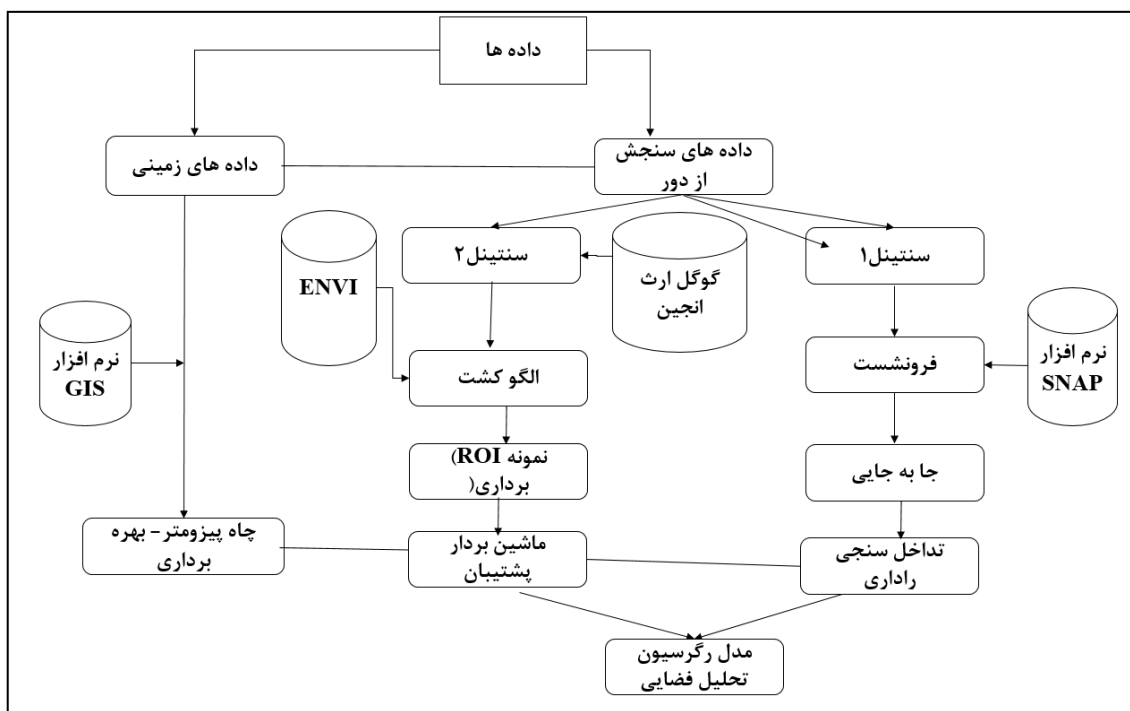 داده ها
داده های زمینی
داده های سنجش
از دور
سنتینل۱
سنتینل۲
گوگل ارث
انجین
ENVI
نرم افزار
GIS
الگو کشت
فرونشست
نرم افزار
SNAP
نمونه ROI)
برداری(
جا به جایی
چاه پیزومتر – بهره
برداری
ماشین بردار
پشتیبان
تداخل سنجی
راداری
مدل رگرسیون
تحلیل فضایی